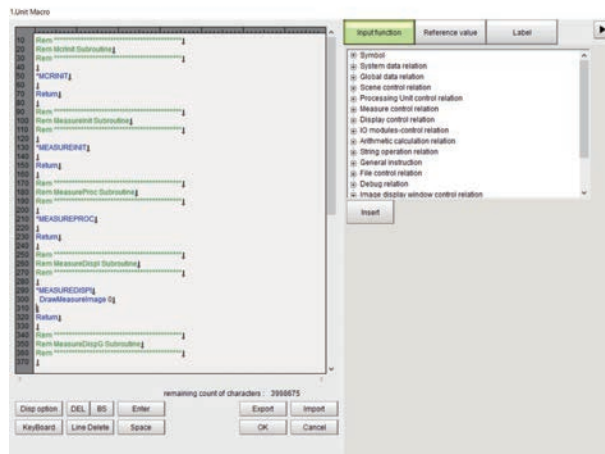 1.Unit Macro
10 Rem ****************************************
20 Rem McrInit Subroutine
30 Rem ****************************************
40
50 *MCRINIT
60
70 Return
80
90 Rem ****************************************
100 Rem MeasureInit Subroutine
110 Rem ****************************************
120
130 *MEASUREINIT
140
150 Return
160
170 Rem ****************************************
180 Rem MeasureProc Subroutine
190 Rem ****************************************
200
210 *MEASUREPROC
220
230 Return
240
250 Rem ****************************************
260 Rem MeasureDispI Subroutine
270 Rem ****************************************
280
290 *MEASUREDISPI
300 DrawMeasureImage 0
310
320 Return
330
340 Rem ****************************************
350 Rem MeasureDispG Subroutine
360 Rem ****************************************
370
remaining count of characters : 3998675
Disp option DEL BS Enter Export Import
KeyBoard Line Delete Space OK Cancel
Input function Reference value Label
Symbol
System data relation
Global data relation
Scene control relation
Processing Unit control relation
Measure control relation
Display control relation
IO modules-control relation
Arithmetic calculation relation
String operation relation
General instruction
File control relation
Debug relation
Image display window control relation
Insert